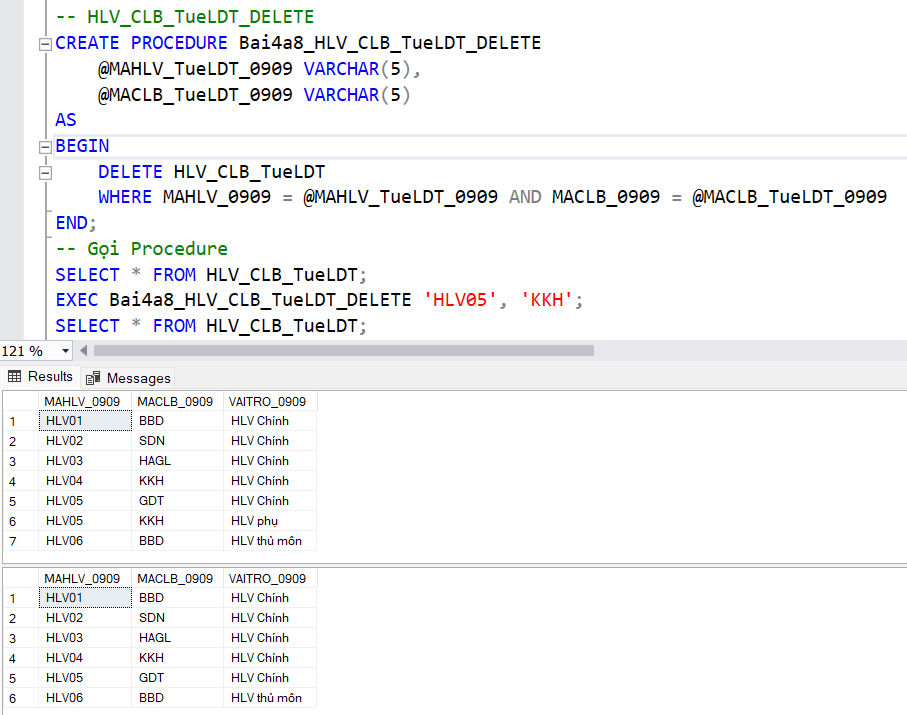 -- HLV_CLB_TueLDT_DELETE
CREATE PROCEDURE Bai4a8_HLV_CLB_TueLDT_DELETE
@MAHLV_TueLDT_0909 VARCHAR(5),
@MACLB_TueLDT_0909 VARCHAR(5)
AS
BEGIN
DELETE HLV_CLB_TueLDT
WHERE MAHLV_0909 = @MAHLV_TueLDT_0909 AND MACLB_0909 = @MACLB_TueLDT_0909
END;
-- Gọi Procedure
SELECT * FROM HLV_CLB_TueLDT;
EXEC Bai4a8_HLV_CLB_TueLDT_DELETE 'HLV05', 'KKH';
SELECT * FROM HLV_CLB_TueLDT;
121 %
Results Messages
MAHLV_0909 MACLB_0909 VAITRO_0909
1 HLV01 BBD HLV Chính
2 HLV02 SDN HLV Chính
3 HLV03 HAGL HLV Chính
4 HLV04 KKH HLV Chính
5 HLV05 GDT HLV Chính
6 HLV05 KKH HLV phụ
7 HLV06 BBD HLV thủ môn
MAHLV_0909 MACLB_0909 VAITRO_0909
1 HLV01 BBD HLV Chính
2 HLV02 SDN HLV Chính
3 HLV03 HAGL HLV Chính
4 HLV04 KKH HLV Chính
5 HLV05 GDT HLV Chính
6 HLV06 BBD HLV thủ môn